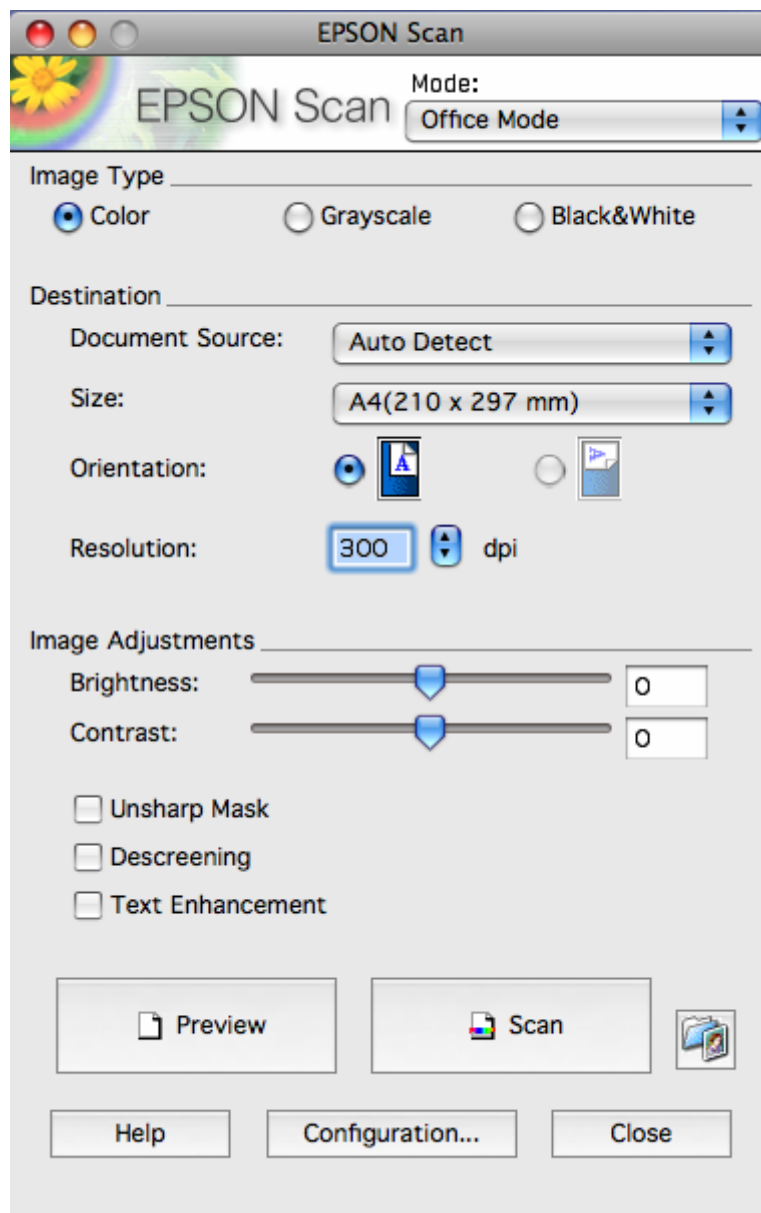 EPSON Scan
EPSON Scan
Mode:
Office Mode
Image Type
Color Grayscale Black&White
Destination
Document Source: Auto Detect
Size: A4(210 x 297 mm)
Orientation: A A
Resolution: 300 dpi
Image Adjustments
Brightness: 0
Contrast: 0
Unsharp Mask
Descreening
Text Enhancement
Preview Scan
Help Configuration... Close